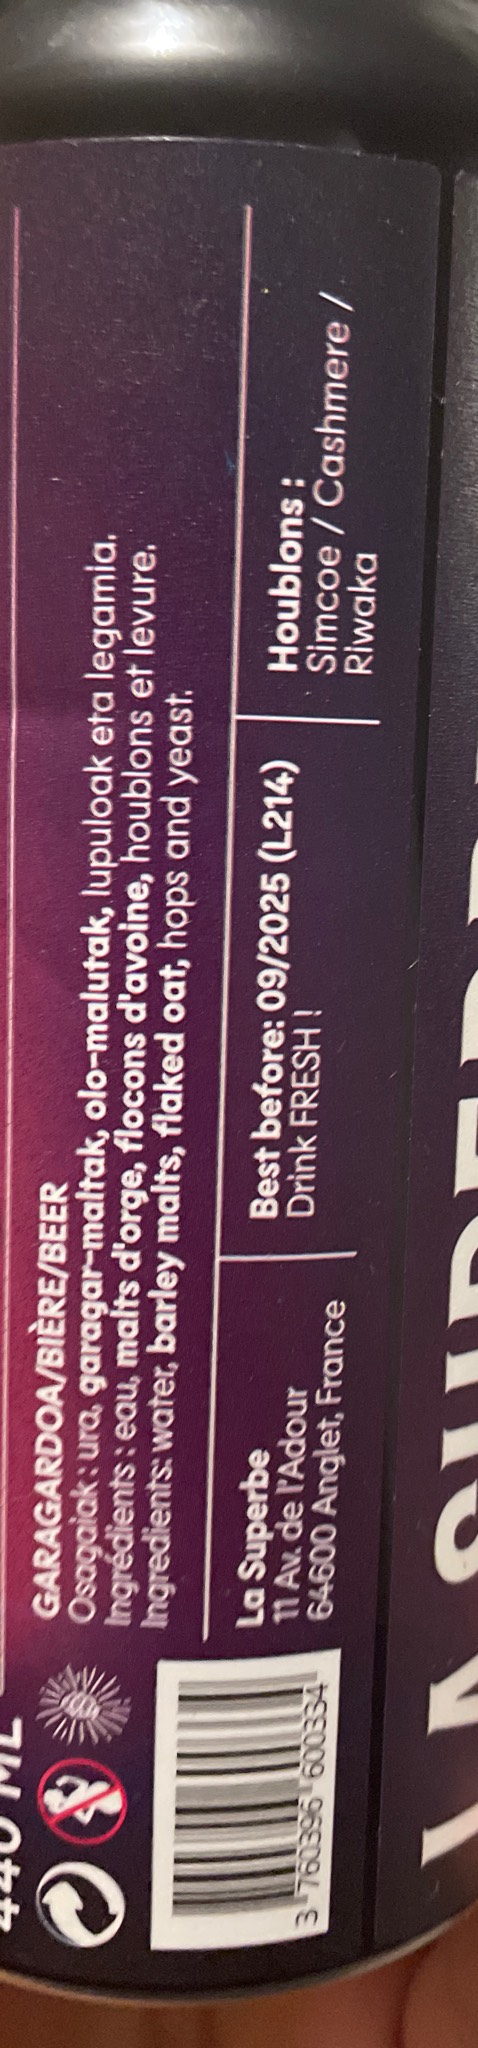 440 ML
GARAGARDOA/BIÈRE/BEER
Osagaiak : ura, garagar-maltak, olo-malutak, lupuloak eta legamia.
Ingrédients : eau, malts d'orge, flocons d'avoine, houblons et levure.
Ingredients: water, barley malts, flaked oat, hops and yeast.
La Superbe
11 Av. de l'Adour
64600 Anglet, France
Best before: 09/2025 (L214)
Drink FRESH !
Houblons :
Simcoe / Cashmere /
Riwaka
3 760396 600334